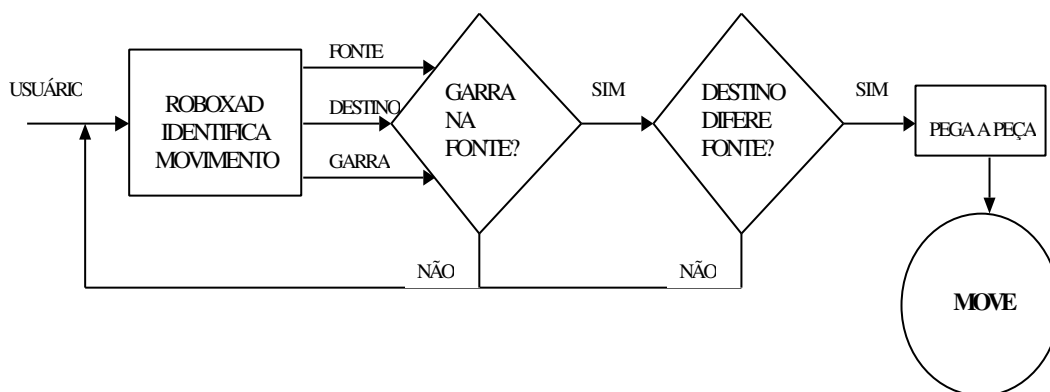 USUÁRIO
ROBOXAD
IDENTIFICA
MOVIMENTO
FONTE
DESTINO
GARRA
GARRA
NA
FONTE?
SIM
DESTINO
DIFERE
FONTE?
SIM
PEGA A PEÇA
NÃO
NÃO
MOVE